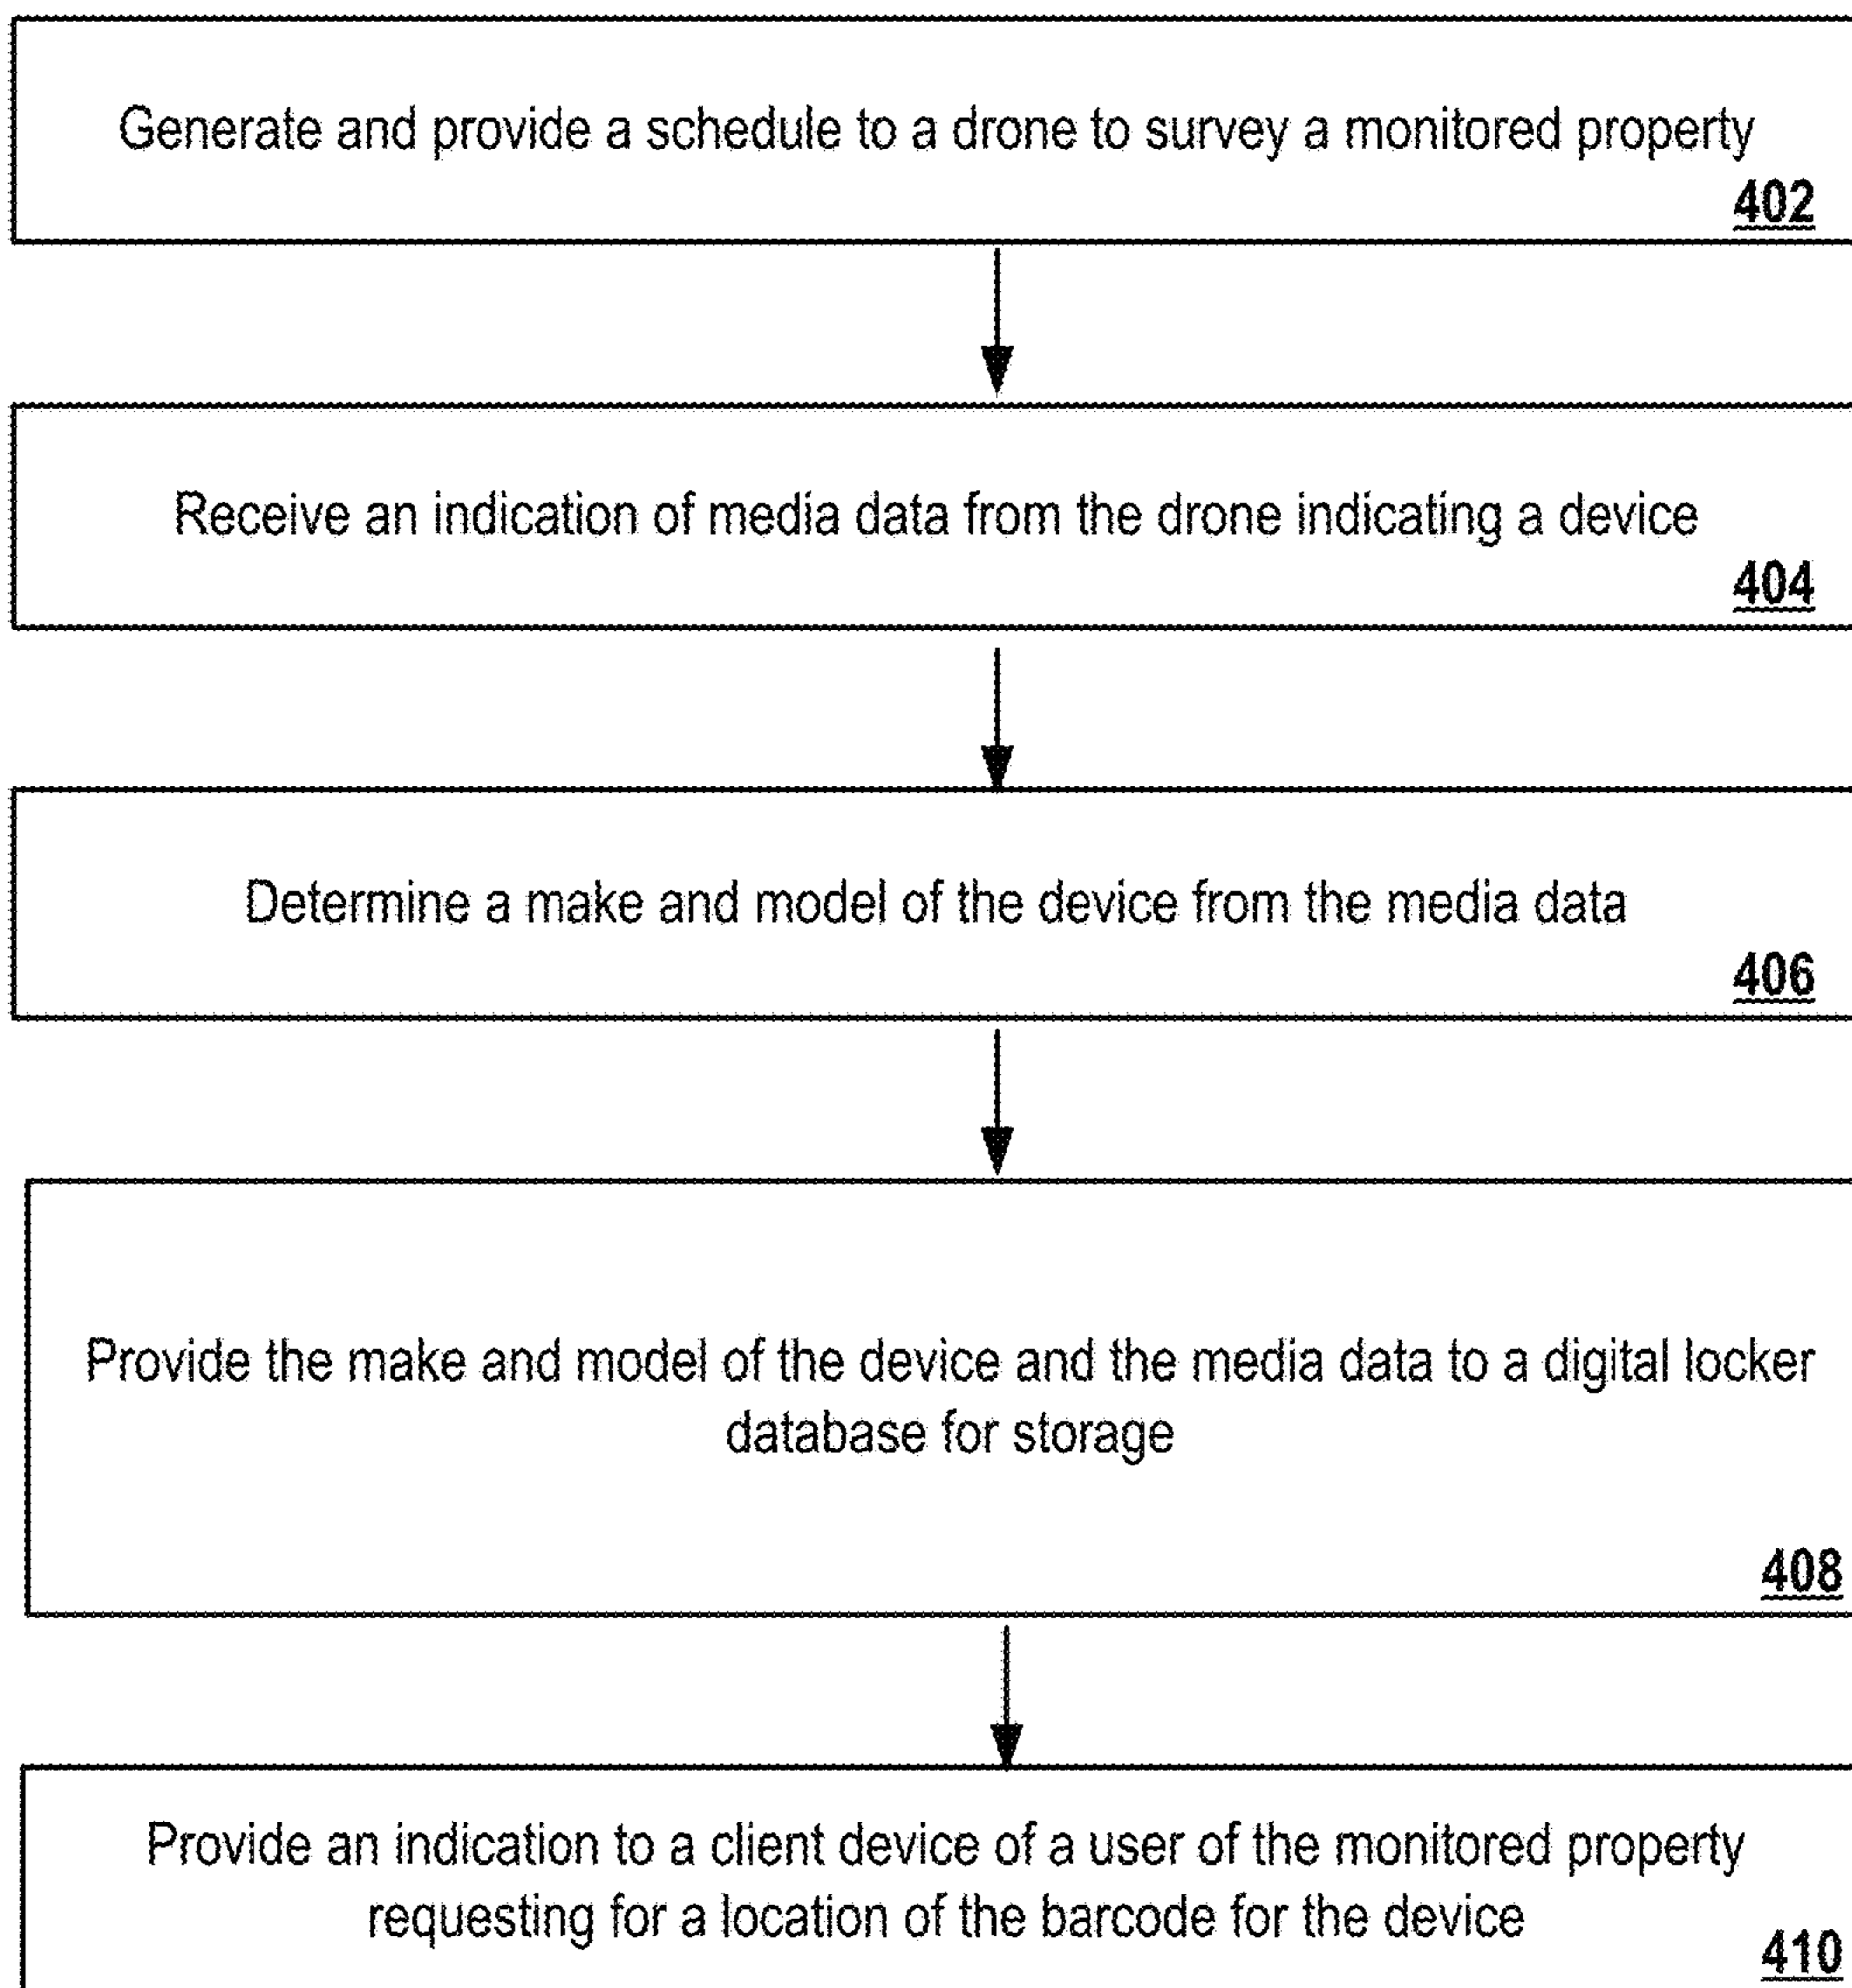 Generate and provide a schedule to a drone to survey a monitored property
402
Receive an indication of media data from the drone indicating a device
404
Determine a make and model of the device from the media data
406
Provide the make and model of the device and the media data to a digital locker
database for storage
408
Provide an indication to a client device of a user of the monitored property
requesting for a location of the barcode for the device
410